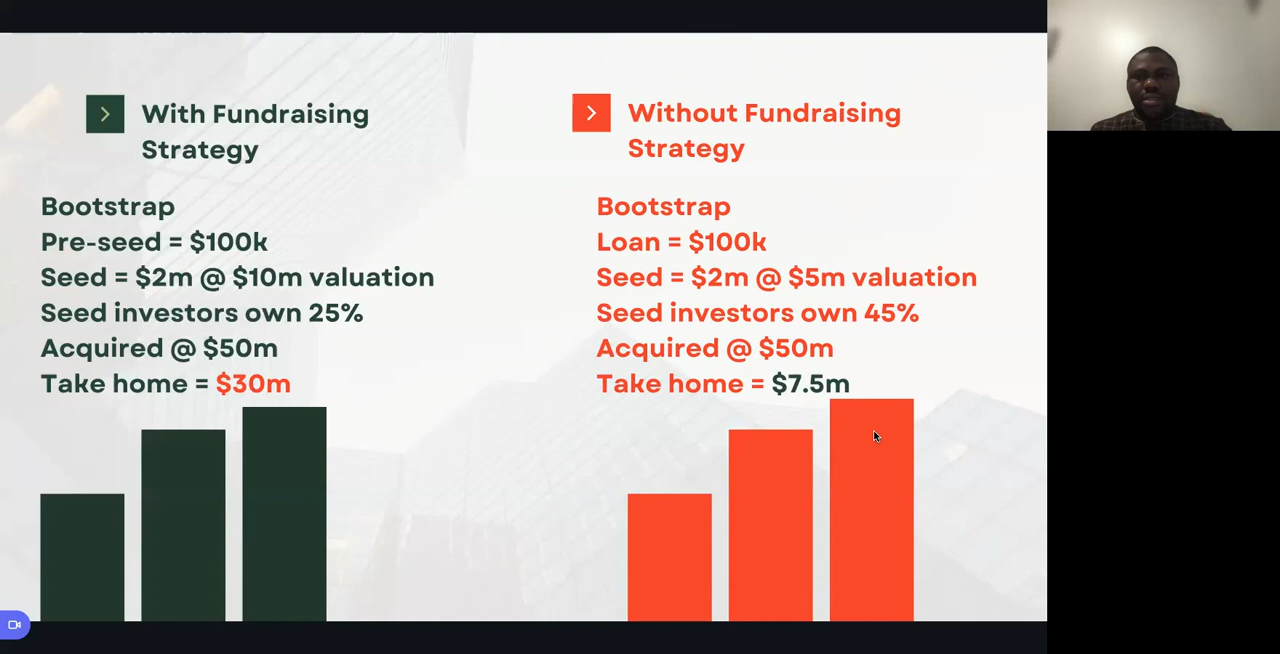 With Fundraising
Strategy
Bootstrap
Pre-seed = $100k
Seed = $2m @ $10m valuation
Seed investors own 25%
Acquired @ $50m
Take home = $30m
Without Fundraising
Strategy
Bootstrap
Loan = $100k
Seed = $2m @ $5m valuation
Seed investors own 45%
Acquired @ $50m
Take home = $7.5m